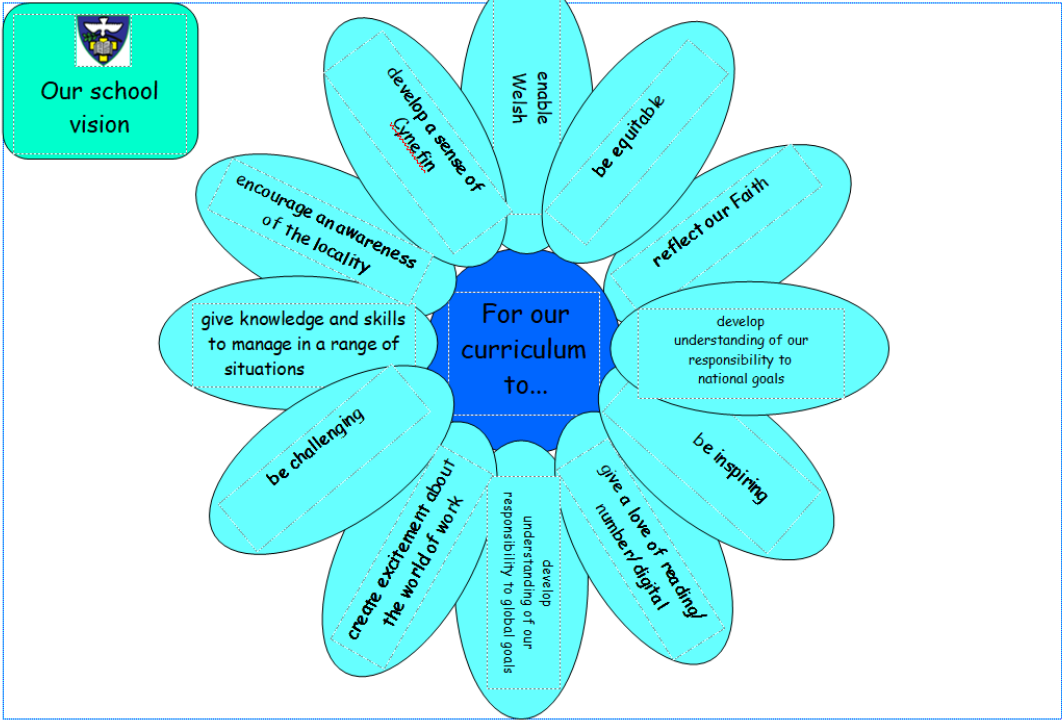 Our school
vision
For our
curriculum
to...
enable
Welsh
be equitable
reflect our Faith
develop
understanding of our
responsibility to
national goals
be inspiring
give a love of reading/
number/digital
develop
understanding of our
responsibility to global goals
create excitement about
the world of work
be challenging
give knowledge and skills
to manage in a range of
situations
encourage an awareness
of the locality
develop a sense of
Cynefin